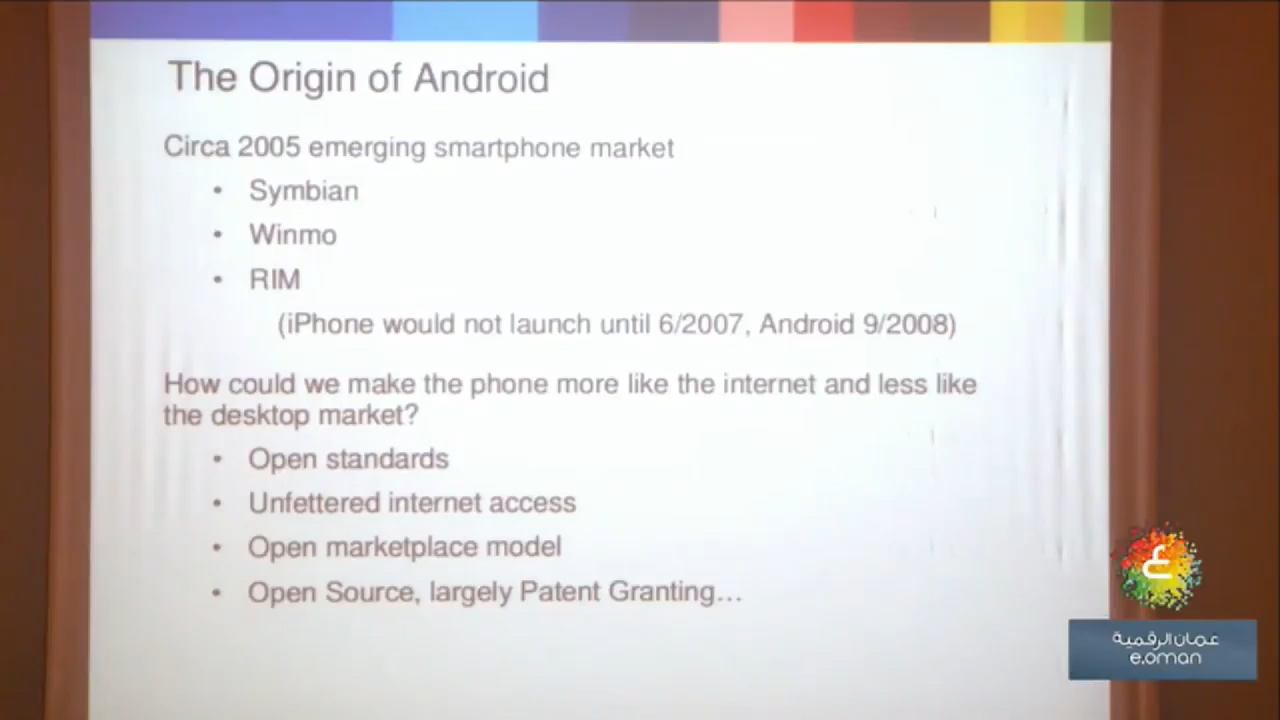 The Origin of Android
Circa 2005 emerging smartphone market
• Symbian
• Winmo
• RIM
(iPhone would not launch until 6/2007, Android 9/2008)
How could we make the phone more like the internet and less like
the desktop market?
• Open standards
• Unfettered internet access
• Open marketplace model
• Open Source, largely Patent Granting...
ع
عمان الرقمية
e.oman